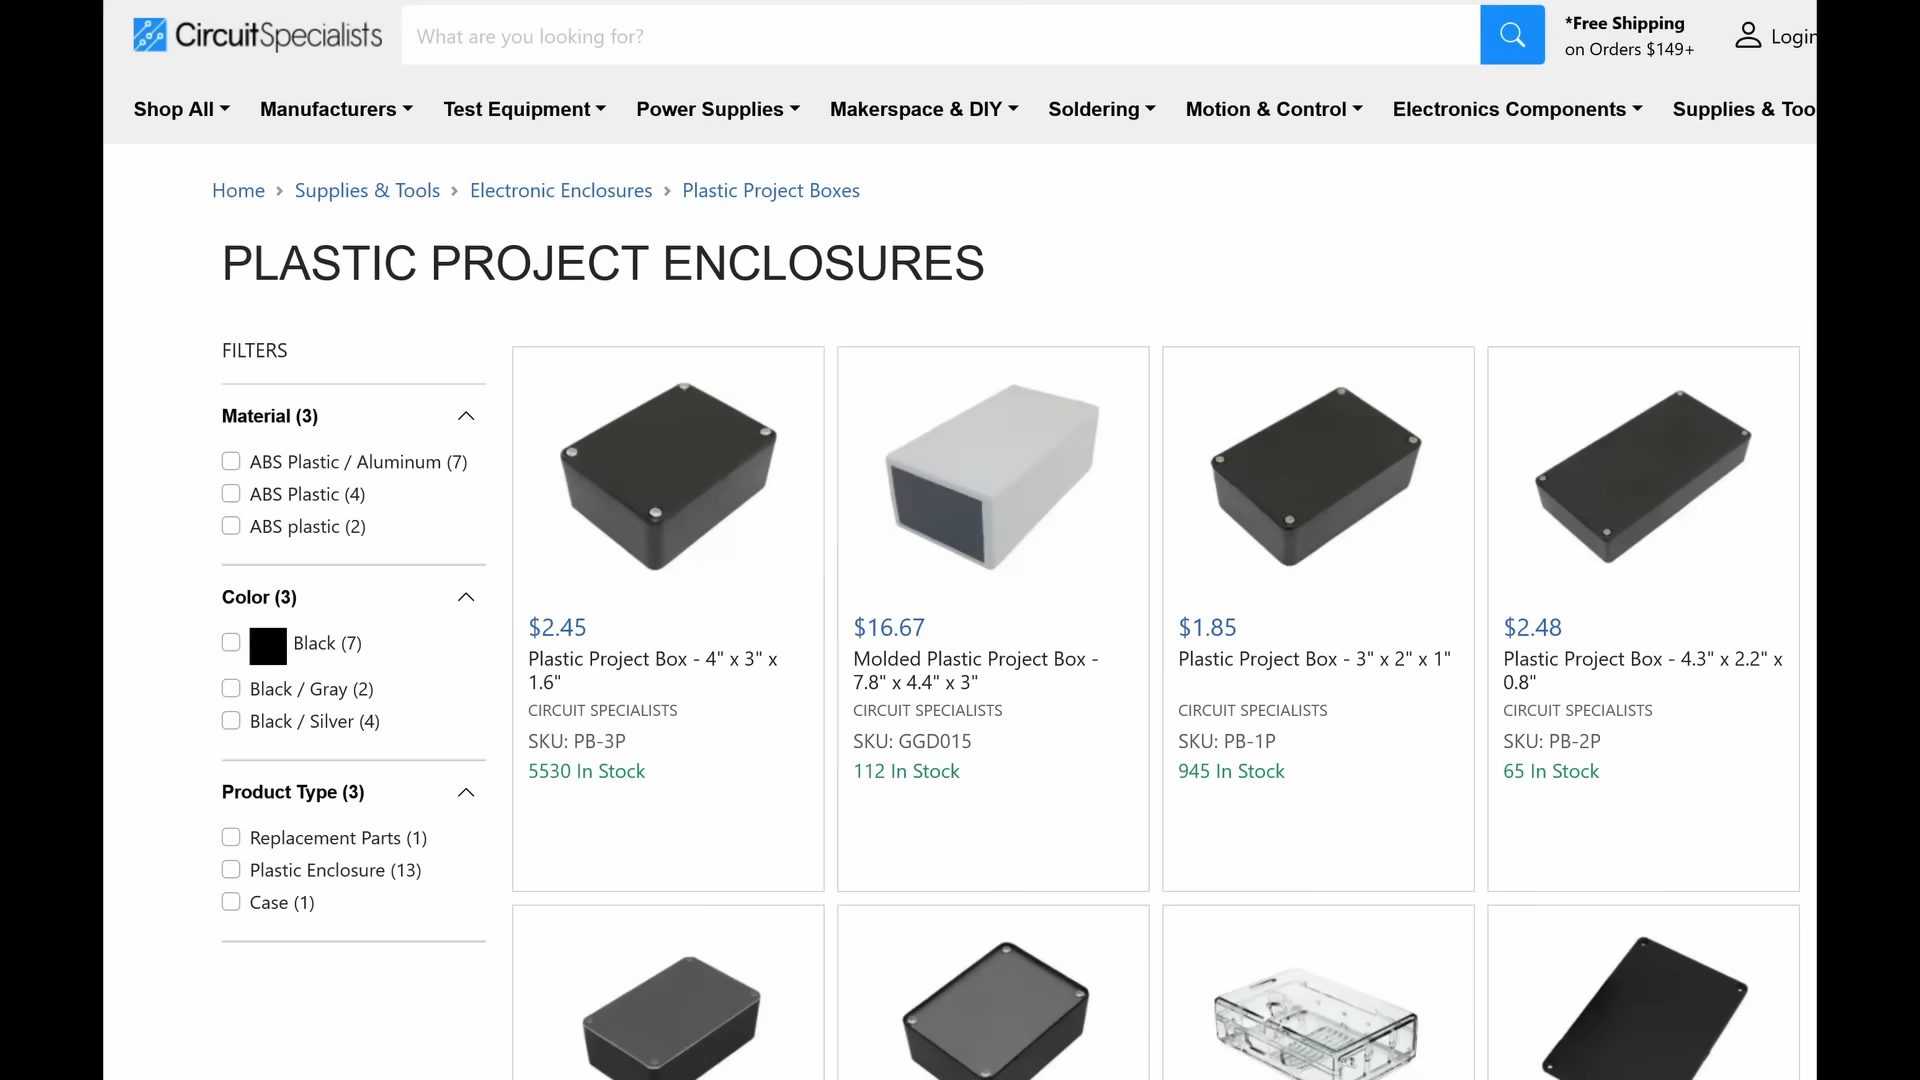 CircuitSpecialists
What are you looking for?
*Free Shipping
on Orders $149+
Login
Shop All
Manufacturers
Test Equipment
Power Supplies
Makerspace & DIY
Soldering
Motion & Control
Electronics Components
Supplies & Too
Home > Supplies & Tools > Electronic Enclosures > Plastic Project Boxes
PLASTIC PROJECT ENCLOSURES
FILTERS
Material (3)
ABS Plastic / Aluminum (7)
ABS Plastic (4)
ABS plastic (2)
Color (3)
Black (7)
Black / Gray (2)
Black / Silver (4)
Product Type (3)
Replacement Parts (1)
Plastic Enclosure (13)
Case (1)
$2.45
Plastic Project Box - 4" x 3" x
1.6"
CIRCUIT SPECIALISTS
SKU: PB-3P
5530 In Stock
$16.67
Molded Plastic Project Box -
7.8" x 4.4" x 3"
CIRCUIT SPECIALISTS
SKU: GGD015
112 In Stock
$1.85
Plastic Project Box - 3" x 2" x 1"
CIRCUIT SPECIALISTS
SKU: PB-1P
945 In Stock
$2.48
Plastic Project Box - 4.3" x 2.2" x
0.8"
CIRCUIT SPECIALISTS
SKU: PB-2P
65 In Stock